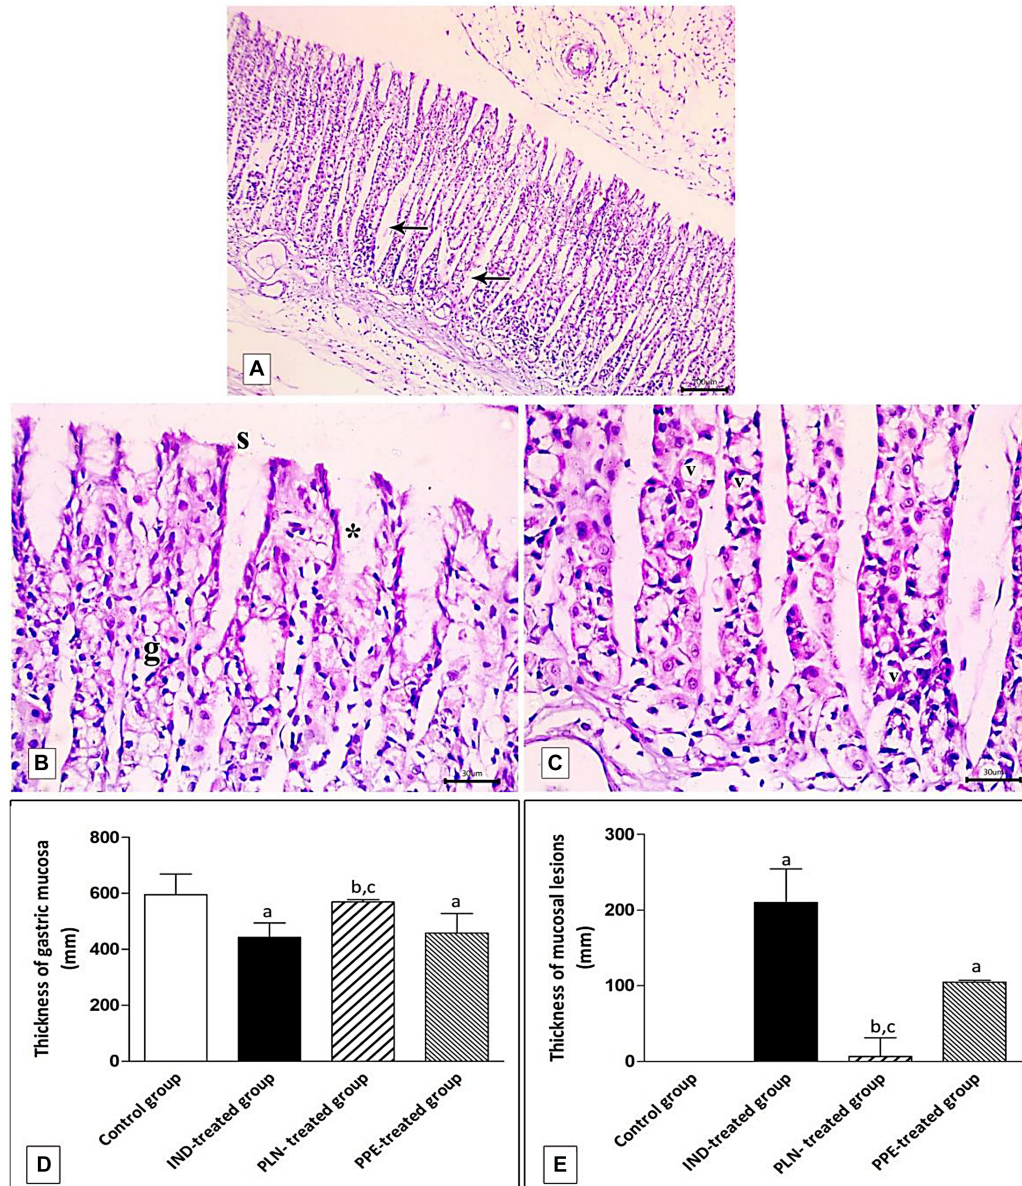 A
100um
s
*
g
B
30um
v
v
v
C
30um
Thickness of gastric mucosa
(mm)
800
600
400
200
0
a
b,c
a
Control group
IND-treated group
PLN- treated group
PPE-treated group
D
Thickness of mucosal lesions
(mm)
300
200
100
0
a
b,c
a
Control group
IND-treated group
PLN- treated group
PPE-treated group
E